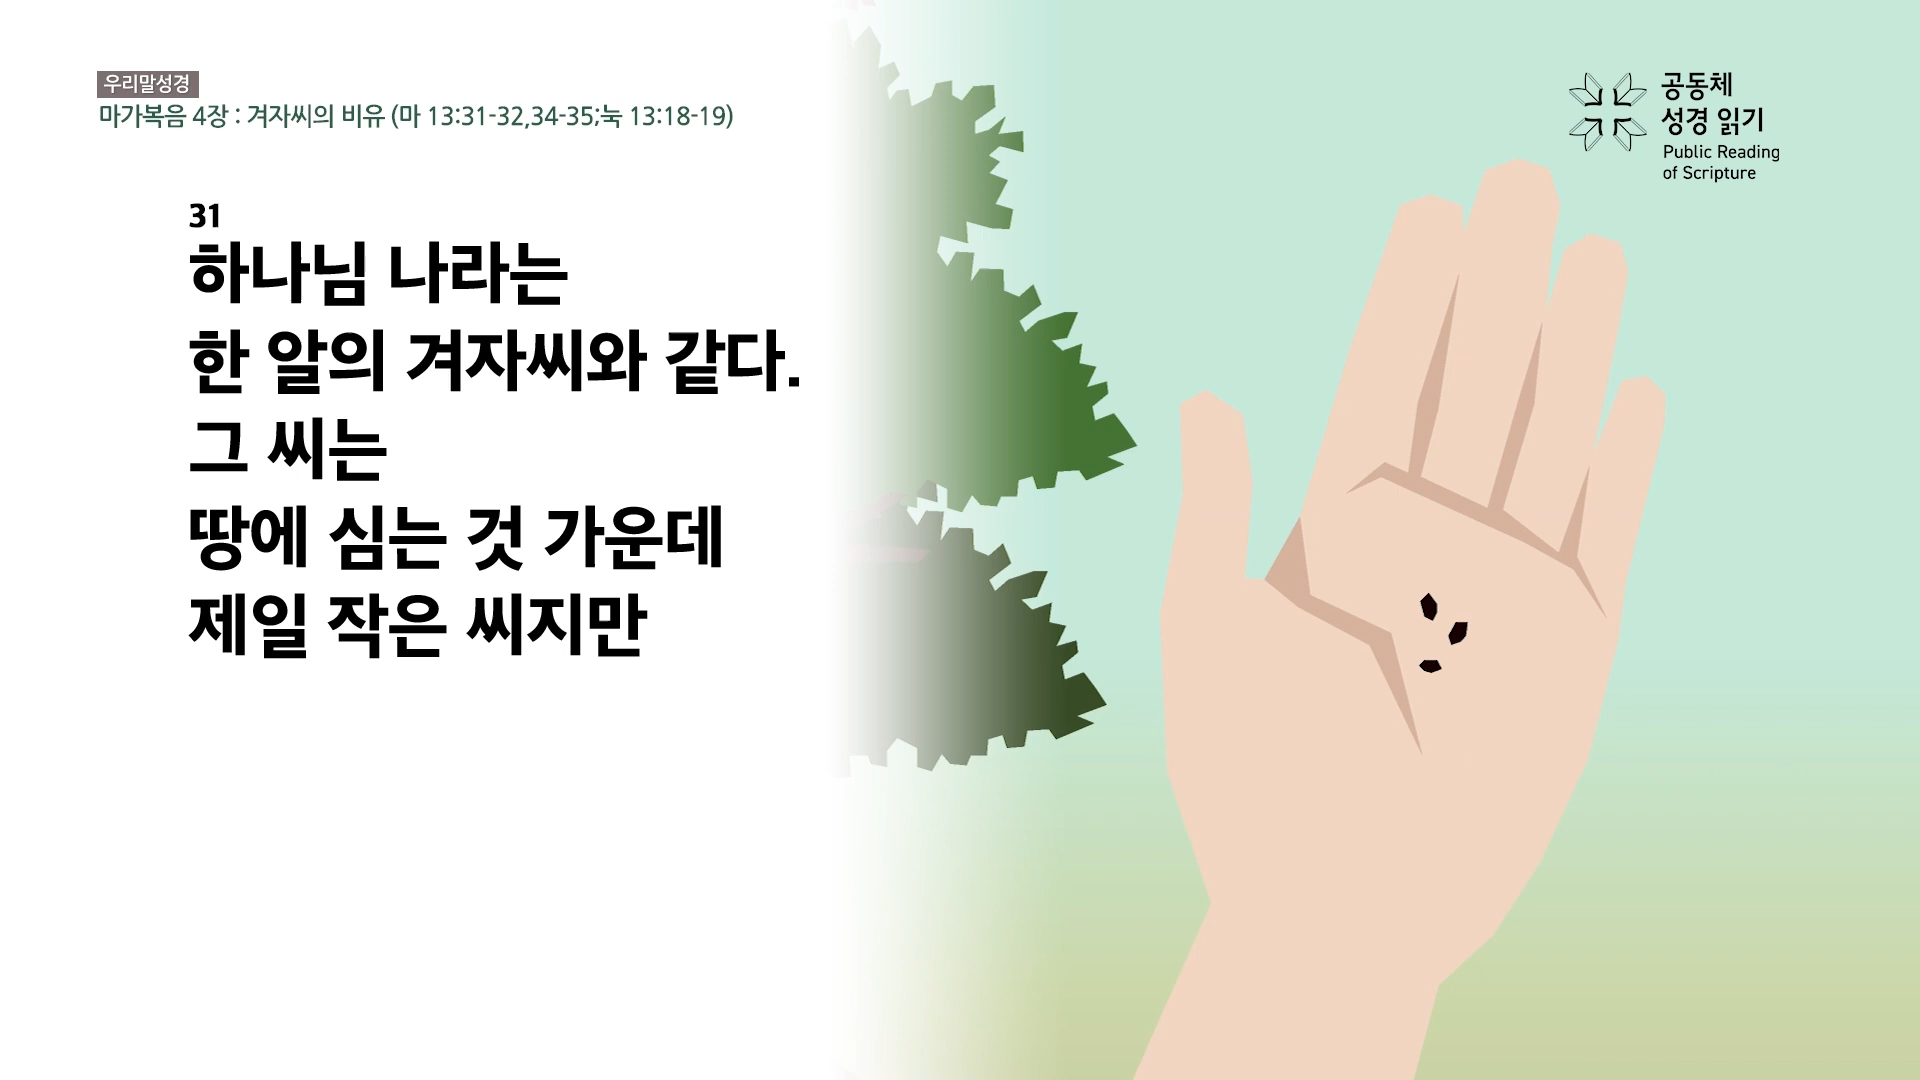 우리말성경
마가복음 4장 : 겨자씨의 비유 (마 13:31-32,34-35;눅 13:18-19)
공동체
성경 읽기
Public Reading
of Scripture
31
하나님 나라는
한 알의 겨자씨와 같다.
그 씨는
땅에 심는 것 가운데
제일 작은 씨지만